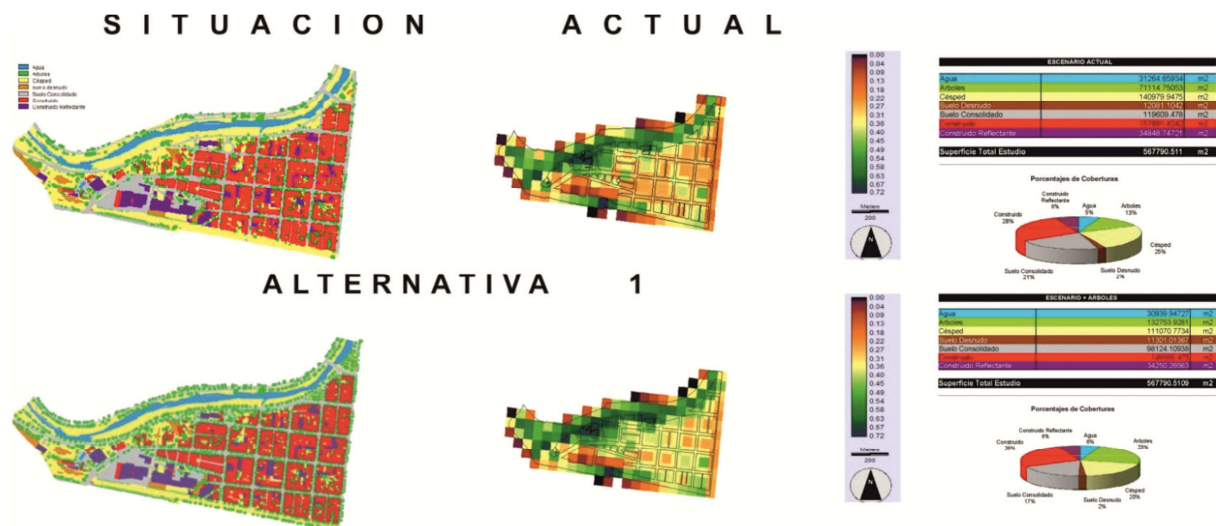 SITUACION ACTUAL
Agua
Arboles
Césped
Suelo Consolidado
Construido
Construido Reflectante
0.00
0.04
0.09
0.13
0.18
0.22
0.27
0.31
0.36
0.40
0.45
0.49
0.54
0.58
0.63
0.67
0.72
Meters
200
N
ESCENARIO ACTUAL
Agua 31264.65934 m2
Arboles 71114.75053 m2
Césped 140979.9475 m2
Suelo Desnudo 12081.1042 m2
Suelo Consolidado 119609.478 m2
Construido m2
Construido Reflectante 34848.74721 m2
Superficie Total Estudio 567790.511 m2
Porcentajes de Coberturas
Construido Reflectante 6%
Agua 5%
Arboles 13%
Construido 28%
Césped 25%
Suelo Consolidado 21%
Suelo Desnudo 2%
ALTERNATIVA 1
0.00
0.04
0.09
0.13
0.18
0.22
0.27
0.31
0.36
0.40
0.45
0.49
0.54
0.58
0.63
0.67
0.72
Meters
200
N
ESCENARIO + ARBOLES
Agua 30939.94727 m2
Arboles 132753.9281 m2
Césped 111070.7734 m2
Suelo Desnudo 11301.01367 m2
Suelo Consolidado 98124.10938 m2
Construido m2
Construido Reflectante 34250.26563 m2
Superficie Total Estudio 567790.5109 m2
Porcentajes de Coberturas
Construido Reflectante 6%
Agua
Arboles 23%
Construido
Césped 20%
Suelo Consolidado 17%
Suelo Desnudo 2%